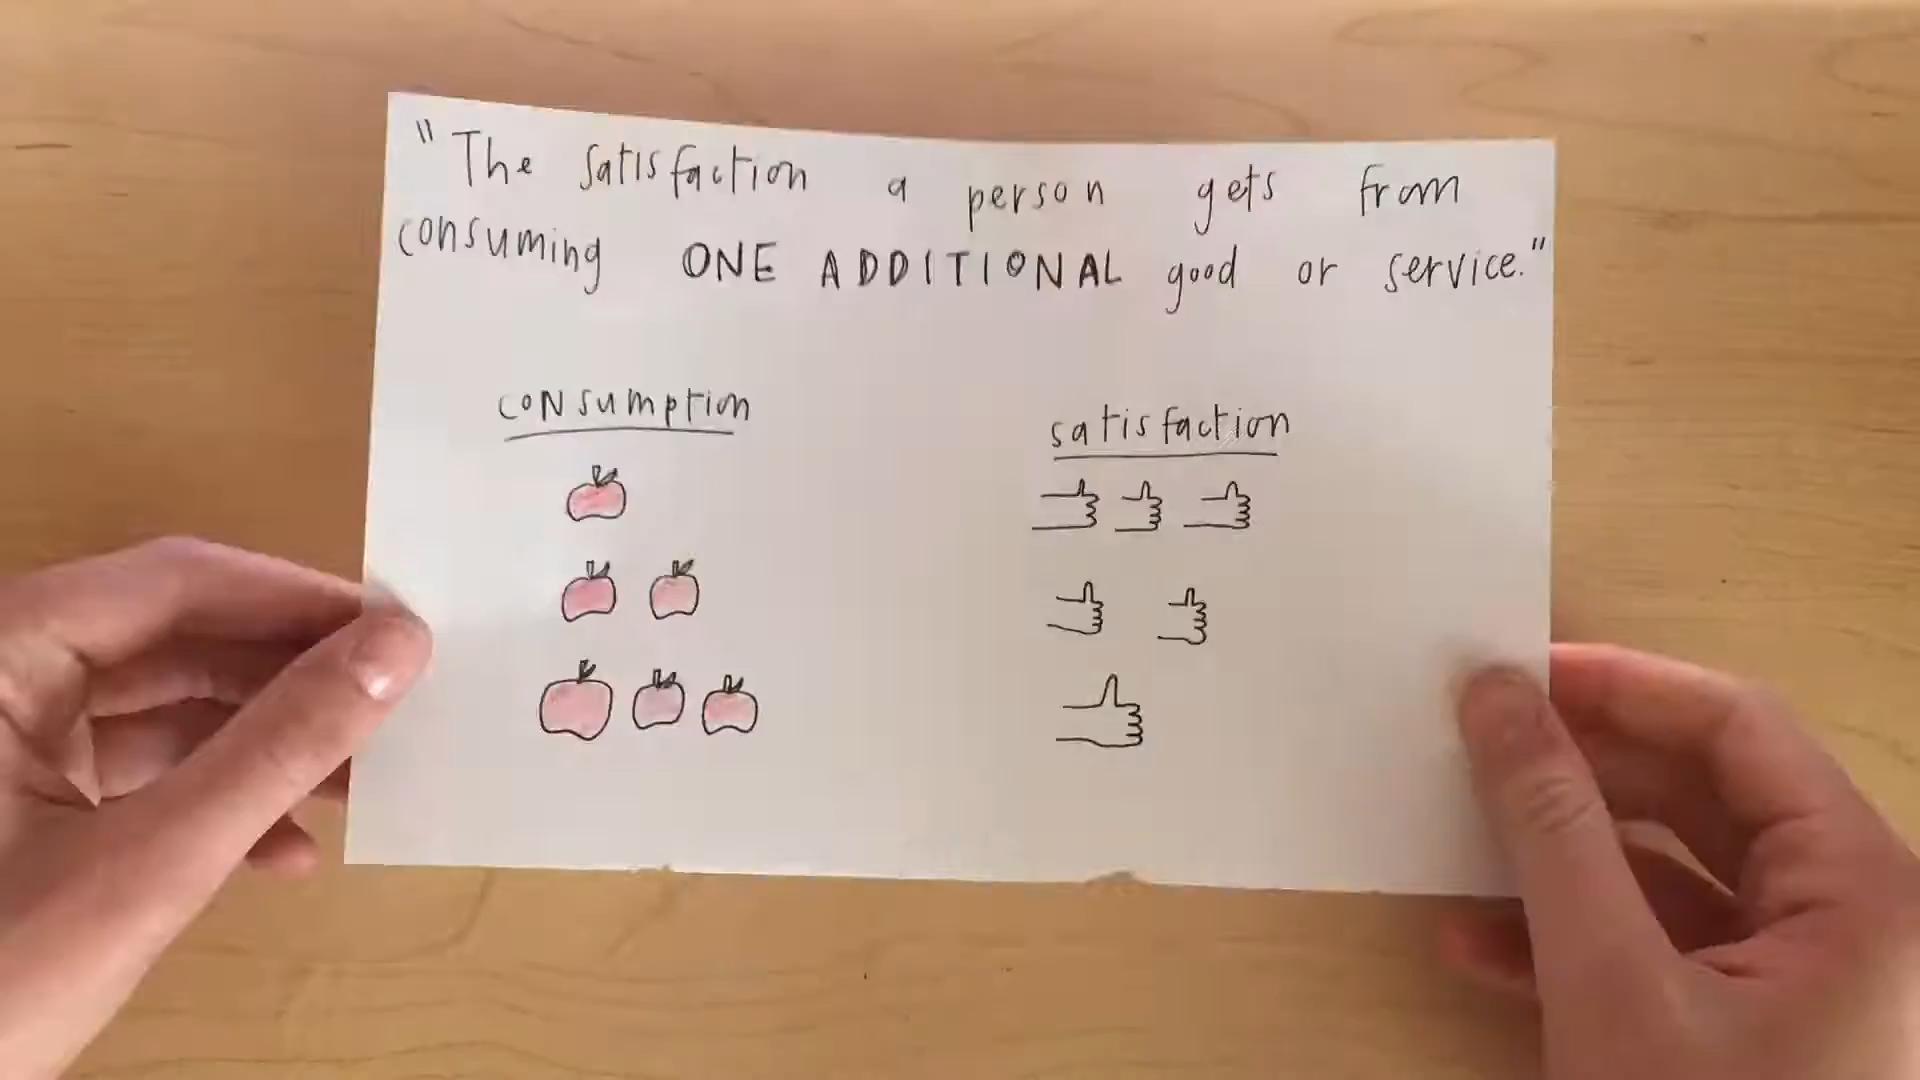 "The satisfaction a person gets from
consuming ONE ADDITIONAL good or service."
consumption
satisfaction